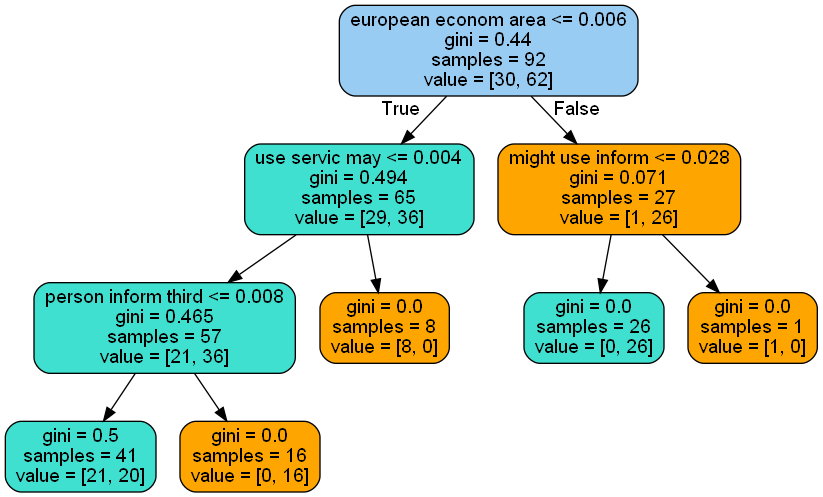 european econom area <= 0.006
gini = 0.44
samples = 92
value = [30, 62]
True
False
use servic may <= 0.004
gini = 0.494
samples = 65
value = [29, 36]
might use inform <= 0.028
gini = 0.071
samples = 27
value = [1, 26]
person inform third <= 0.008
gini = 0.465
samples = 57
value = [21, 36]
gini = 0.0
samples = 8
value = [8, 0]
gini = 0.0
samples = 26
value = [0, 26]
gini = 0.0
samples = 1
value = [1, 0]
gini = 0.5
samples = 41
value = [21, 20]
gini = 0.0
samples = 16
value = [0, 16]